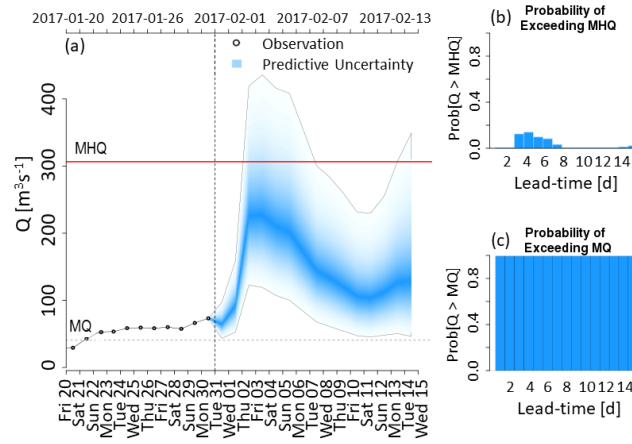 2017-01-20 2017-01-26 2017-02-01 2017-02-07 2017-02-13
(a)
Observation
Predictive Uncertainty
Q [m³s⁻¹]
0 100 200 300 400
MHQ
MQ
Fri 20
Sat 21
Sun 22
Mon 23
Tue 24
Wed 25
Thu 26
Fri 27
Sat 28
Sun 29
Mon 30
Tue 31
Wed 01
Thu 02
Fri 03
Sat 04
Sun 05
Mon 06
Tue 07
Wed 08
Thu 09
Fri 10
Sat 11
Sun 12
Mon 13
Tue 14
Wed 15
(b) Probability of
Exceeding MHQ
Prob[Q > MHQ]
0.0 0.4 0.8
2 4 6 8 10 12 14
Lead-time [d]
(c) Probability of
Exceeding MQ
Prob[Q > MQ]
0.0 0.4 0.8
2 4 6 8 10 12 14
Lead-time [d]